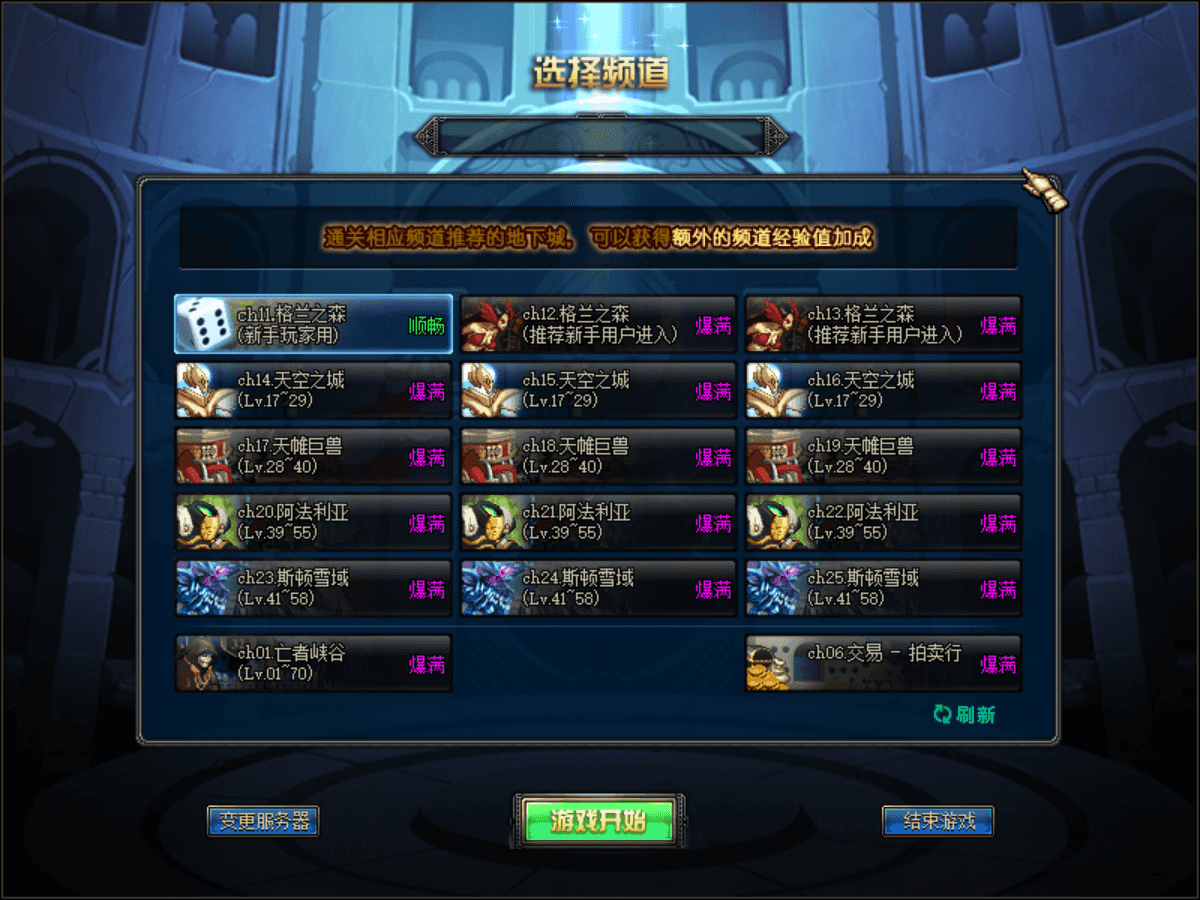 选择频道
通关相应频道推荐的地下城，可以获得额外的频道经验值加成
ch11.格兰之森
(新手玩家用)
顺畅
ch12.格兰之森
(推荐新手用户进入)
爆满
ch13.格兰之森
(推荐新手用户进入)
爆满
ch14.天空之城
(Lv.17~29)
爆满
ch15.天空之城
(Lv.17~29)
爆满
ch16.天空之城
(Lv.17~29)
爆满
ch17.天帷巨兽
(Lv.28~40)
爆满
ch18.天帷巨兽
(Lv.28~40)
爆满
ch19.天帷巨兽
(Lv.28~40)
爆满
ch20.阿法利亚
(Lv.39~55)
爆满
ch21.阿法利亚
(Lv.39~55)
爆满
ch22.阿法利亚
(Lv.39~55)
爆满
ch23.斯顿雪域
(Lv.41~58)
爆满
ch24.斯顿雪域
(Lv.41~58)
爆满
ch25.斯顿雪域
(Lv.41~58)
爆满
ch01.亡者峡谷
(Lv.01~70)
爆满
ch06.交易 - 拍卖行
爆满
刷新
变更服务器
游戏开始
结束游戏